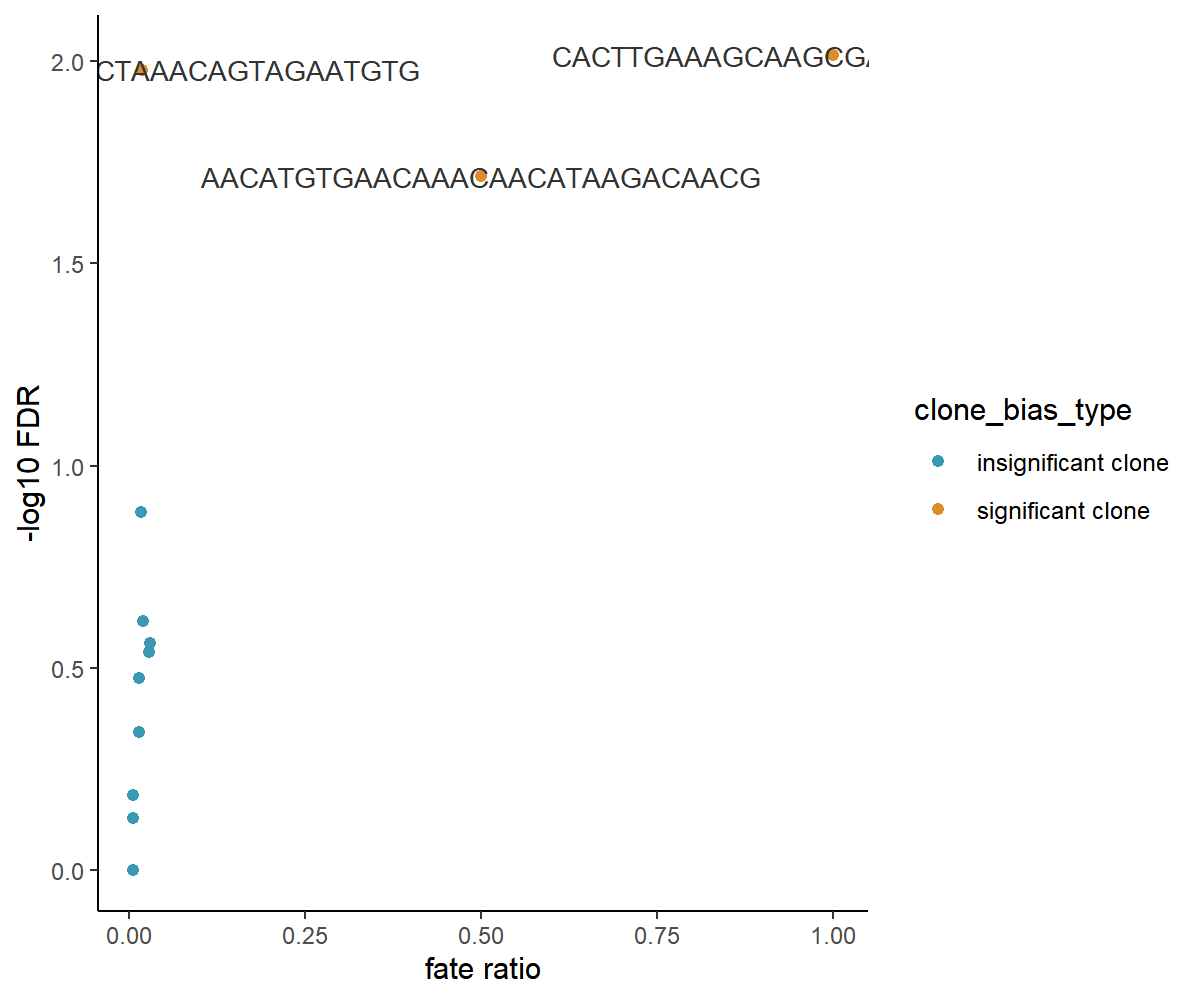 2.0
CTAAACAGTAGAATGTG
CACTTGAAAGCAAGCGA
AACATGTGAACAAACAACATAAGACAACG
1.5
-log10 FDR
1.0
0.5
0.0
0.00 0.25 0.50 0.75 1.00
fate ratio
clone_bias_type
insignificant clone
significant clone